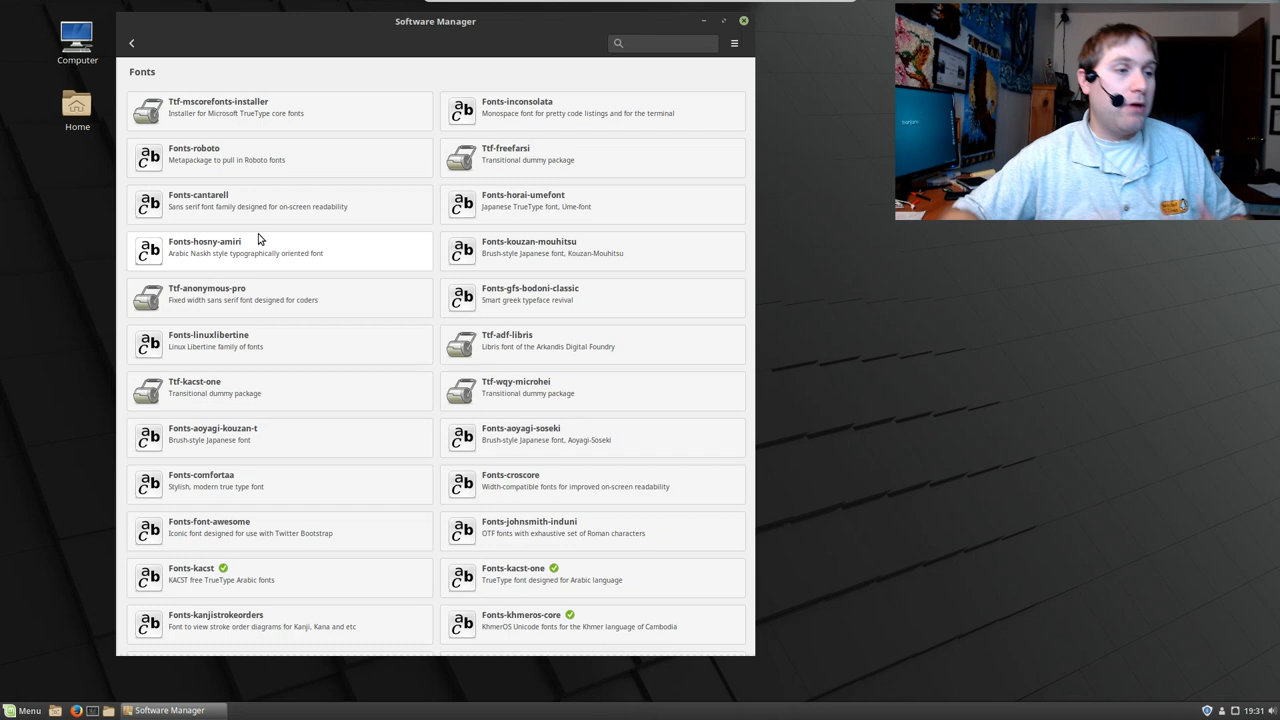 Software Manager
Computer
Home
Fonts
Ttf-mscorefonts-installer
Installer for Microsoft TrueType core fonts
Fonts-inconsolata
Monospace font for pretty code listings and for the terminal
Fonts-roboto
Metapackage to pull in Roboto fonts
Ttf-freefarsi
Transitional dummy package
Fonts-cantarell
Sans serif font family designed for on-screen readability
Fonts-horai-umefont
Japanese TrueType font, Ume-font
Fonts-hosny-amiri
Arabic Naskh style typographically oriented font
Fonts-kouzan-mouhitsu
Brush-style Japanese font, Kouzan-Mouhitsu
Ttf-anonymous-pro
Fixed width sans serif font designed for coders
Fonts-gfs-bodoni-classic
Smart greek typeface revival
Fonts-linuxlibertine
Linux Libertine family of fonts
Ttf-adf-libris
Libris font of the Arkandis Digital Foundry
Ttf-kacst-one
Transitional dummy package
Ttf-wqy-microhei
Transitional dummy package
Fonts-aoyagi-kouzan-t
Brush-style Japanese font
Fonts-aoyagi-soseki
Brush-style Japanese font, Aoyagi-Soseki
Fonts-comfortaa
Stylish, modern true type font
Fonts-croscore
Width-compatible fonts for improved on-screen readability
Fonts-font-awesome
Iconic font designed for use with Twitter Bootstrap
Fonts-johnsmith-induni
OTF fonts with exhaustive set of Roman characters
Fonts-kacst
KACST free TrueType Arabic fonts
Fonts-kacst-one
TrueType font designed for Arabic language
Fonts-kanjistrokeorders
Font to view stroke order diagrams for Kanji, Kana and etc
Fonts-khmeros-core
KhmerOS Unicode fonts for the Khmer language of Cambodia
Menu
Software Manager
19:31